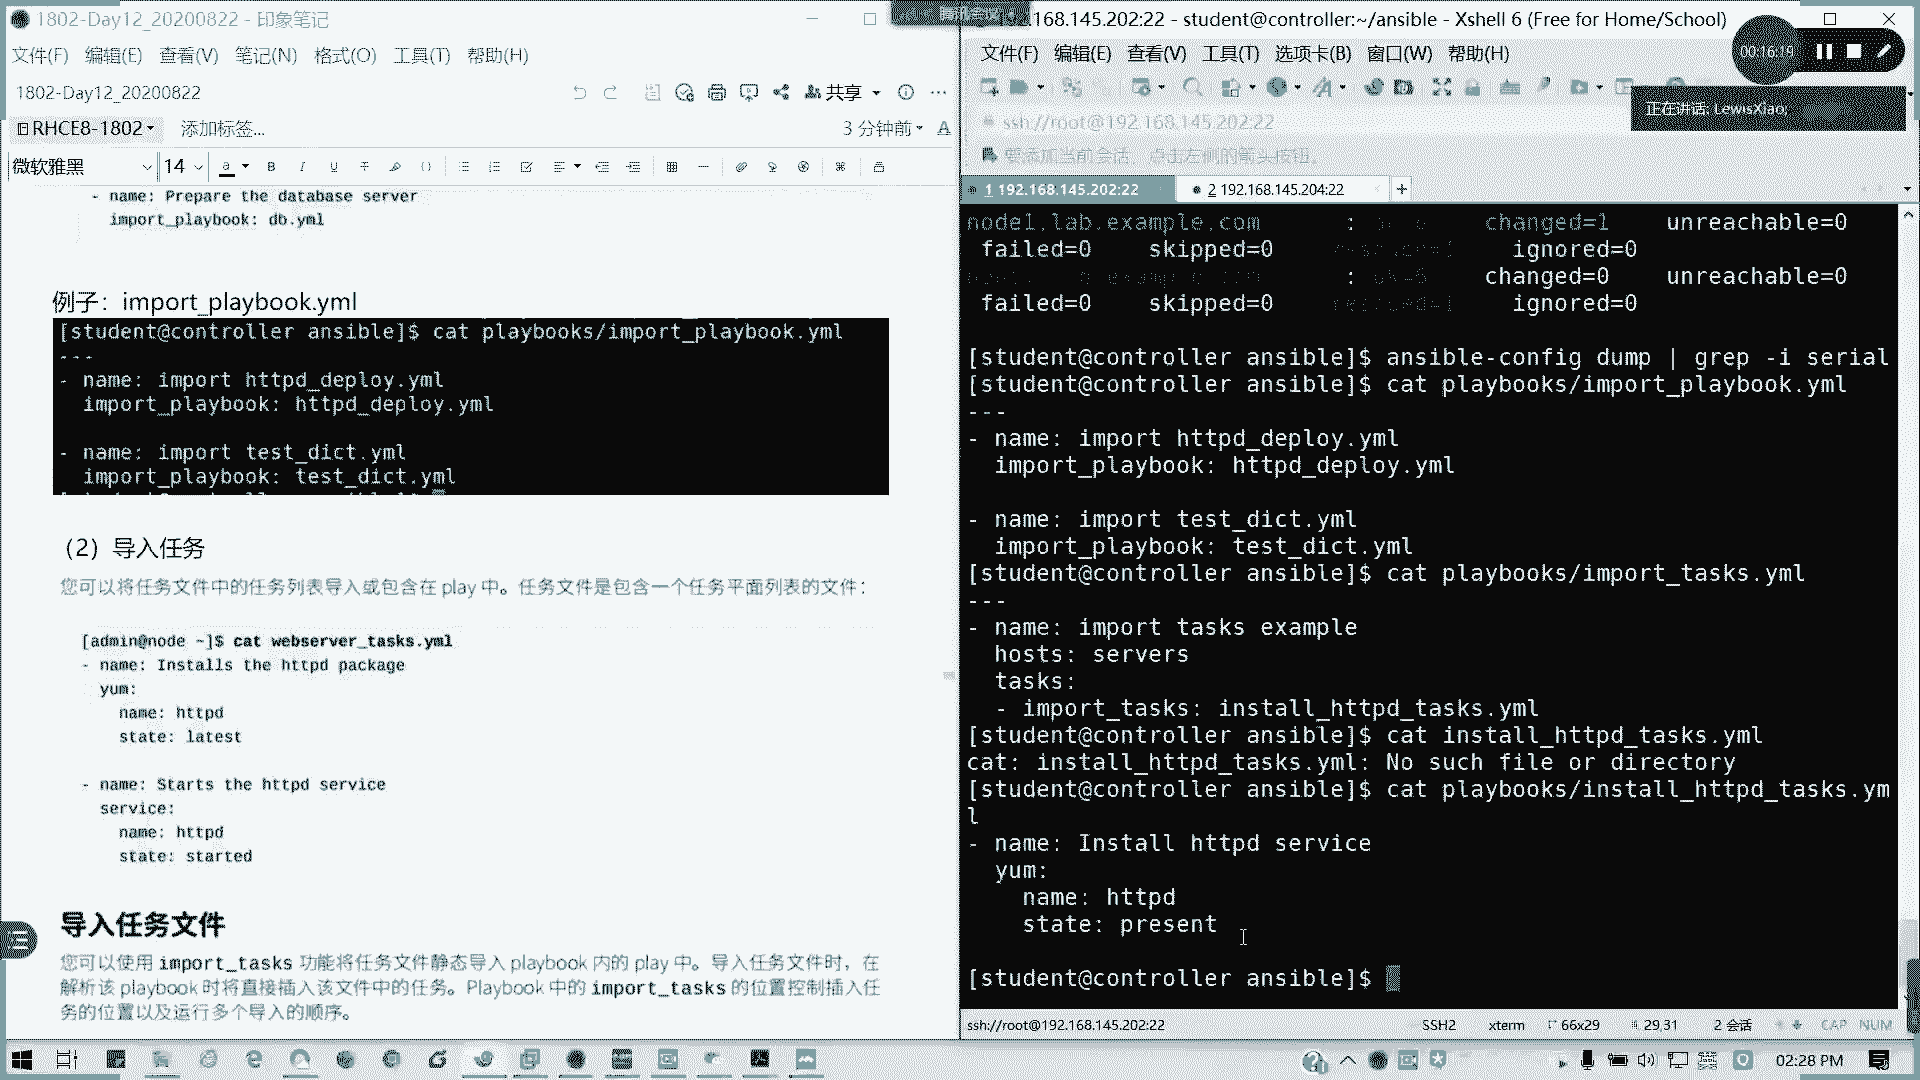 1802-Day12_20200822 - 印象笔记
文件(F) 编辑(E) 查看(V) 笔记(N) 格式(O) 工具(T) 帮助(H)
1802-Day12_20200822
共享
RHCE8-1802
添加标签...
3 分钟前
微软雅黑
14
- name: Prepare the database server
import_playbook: db.yml
例子：import_playbook.yml
[student@controller ansible]$ cat playbooks/import_playbook.yml
---
- name: import httpd_deploy.yml
import_playbook: httpd_deploy.yml
- name: import test_dict.yml
import_playbook: test_dict.yml
（2）导入任务
您可以将任务文件中的任务列表导入或包含在 play 中。任务文件是包含一个任务平面列表的文件：
[admin@node ~]$ cat webserver_tasks.yml
- name: Installs the httpd package
yum:
name: httpd
state: latest
- name: Starts the httpd service
service:
name: httpd
state: started
导入任务文件
您可以使用 import_tasks 功能将任务文件静态导入 playbook 内的 play 中。导入任务文件时，在
解析该 playbook 时将直接插入该文件中的任务。Playbook 中的 import_tasks 的位置控制插入任
务的位置以及运行多个导入的顺序。
腾讯会议
.168.145.202:22 - student@controller:~/ansible - Xshell 6 (Free for Home/School)
00:16:19
文件(F) 编辑(E) 查看(V) 工具(T) 选项卡(B) 窗口(W) 帮助(H)
正在讲话: LewisXiao;
ssh://root@192.168.145.202:22
要添加当前会话，点击左侧的箭头按钮。
1 192.168.145.202:22
2 192.168.145.204:22
node1.lab.example.com : changed=1 unreachable=0
failed=0 skipped=0 ignored=0
: changed=0 unreachable=0
failed=0 skipped=0 ignored=0
[student@controller ansible]$ ansible-config dump | grep -i serial
[student@controller ansible]$ cat playbooks/import_playbook.yml
---
- name: import httpd_deploy.yml
import_playbook: httpd_deploy.yml
- name: import test_dict.yml
import_playbook: test_dict.yml
[student@controller ansible]$ cat playbooks/import_tasks.yml
---
- name: import tasks example
hosts: servers
tasks:
- import_tasks: install_httpd_tasks.yml
[student@controller ansible]$ cat install_httpd_tasks.yml
cat: install_httpd_tasks.yml: No such file or directory
[student@controller ansible]$ cat playbooks/install_httpd_tasks.ym
l
- name: Install httpd service
yum:
name: httpd
state: present
[student@controller ansible]$
ssh://root@192.168.145.202:22
SSH2
xterm
66x29
29,31
2 会话
CAP NUM
02:28 PM